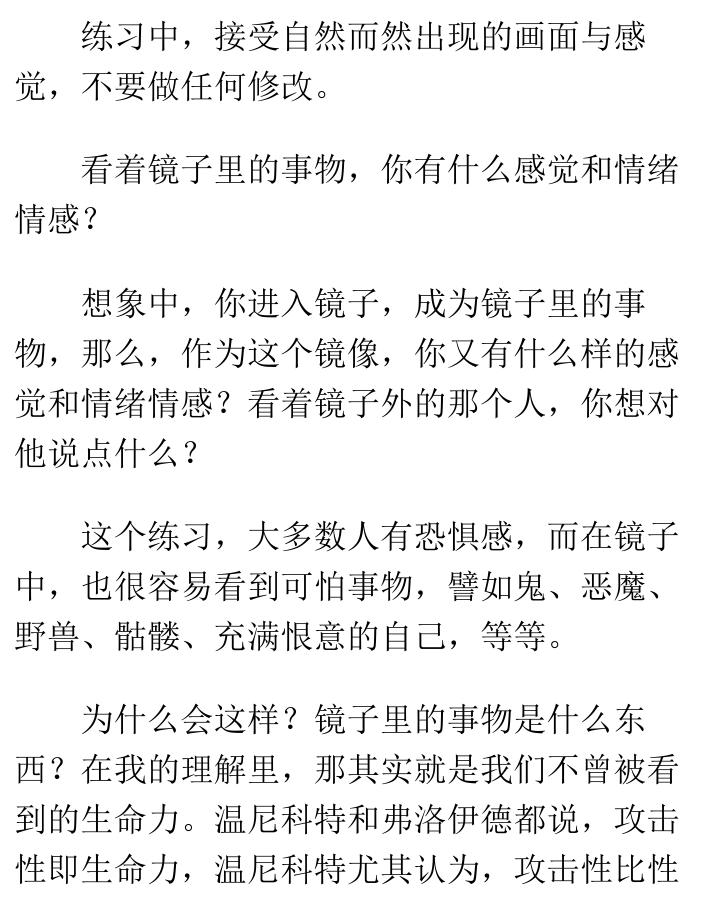 练习中，接受自然而然出现的画面与感
觉，不要做任何修改。
看着镜子里的事物，你有什么感觉和情绪
情感？
想象中，你进入镜子，成为镜子里的事
物，那么，作为这个镜像，你又有什么样的感
觉和情绪情感？看着镜子外的那个人，你想对
他说点什么？
这个练习，大多数人有恐惧感，而在镜子
中，也很容易看到可怕事物，譬如鬼、恶魔、
野兽、骷髅、充满恨意的自己，等等。
为什么会这样？镜子里的事物是什么东
西？在我的理解里，那其实就是我们不曾被看
到的生命力。温尼科特和弗洛伊德都说，攻击
性即生命力，温尼科特尤其认为，攻击性比性